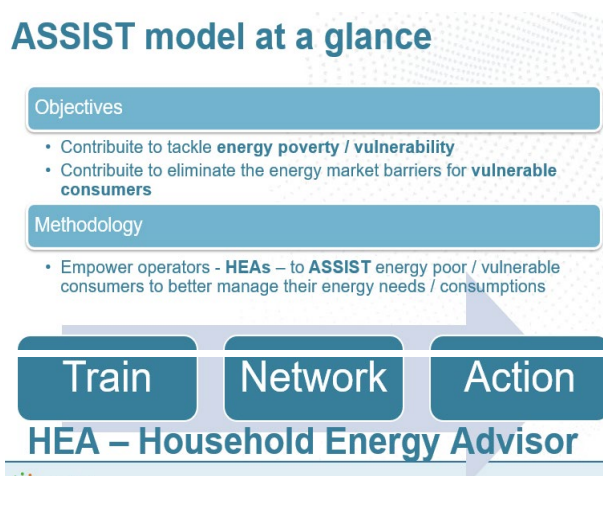 ASSIST model at a glance
Objectives
• Contribuite to tackle energy poverty / vulnerability
• Contribuite to eliminate the energy market barriers for vulnerable
consumers
Methodology
• Empower operators - HEAs – to ASSIST energy poor / vulnerable
consumers to better manage their energy needs / consumptions
Train Network Action
HEA – Household Energy Advisor